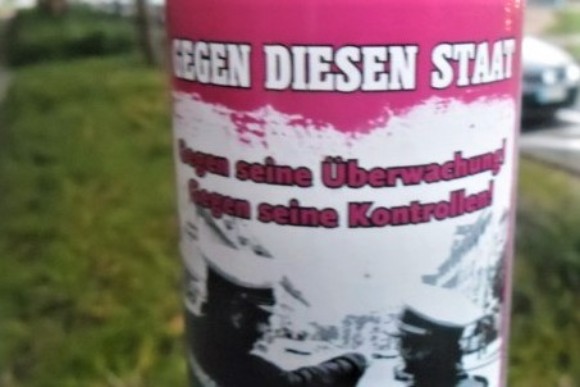 GEGEN DIESEN STAAT
Gegen seine Überwachung!
Gegen seine Kontrollen!